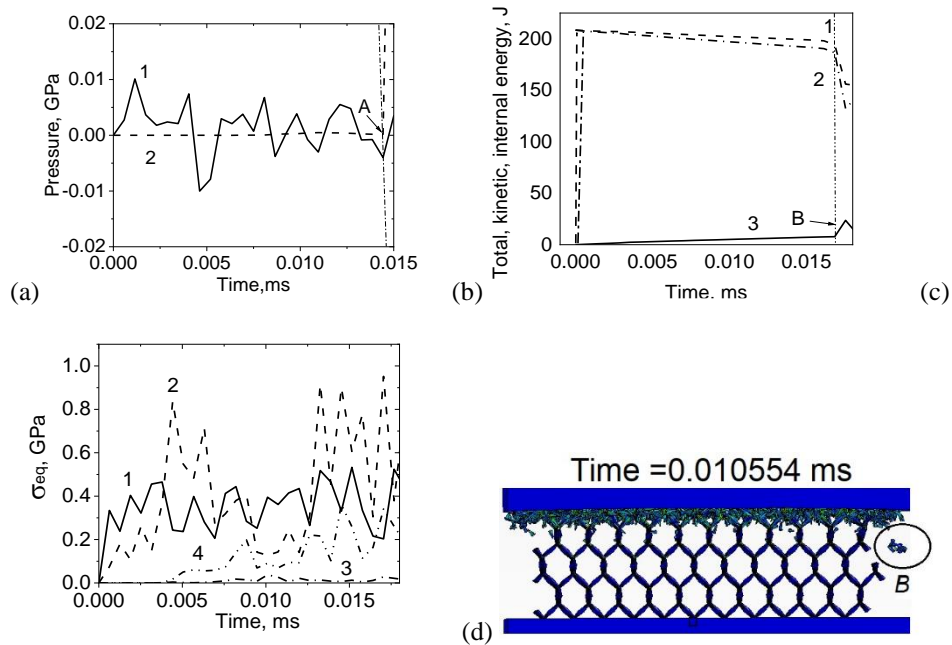 0.02
0.01
0.00
-0.01
-0.02
Pressure, GPa
1
2
A
0.000 0.005 0.010 0.015
Time,ms
(a)
200
150
100
50
0
Total, kinetic, internal energy, J
1
2
3
B
0.000 0.005 0.010 0.015
Time, ms
(b)
(c)
1.0
0.8
0.6
0.4
0.2
0.0
σeq, GPa
1
2
4
3
0.000 0.005 0.010 0.015
Time, ms
(d)
Time =0.010554 ms
B